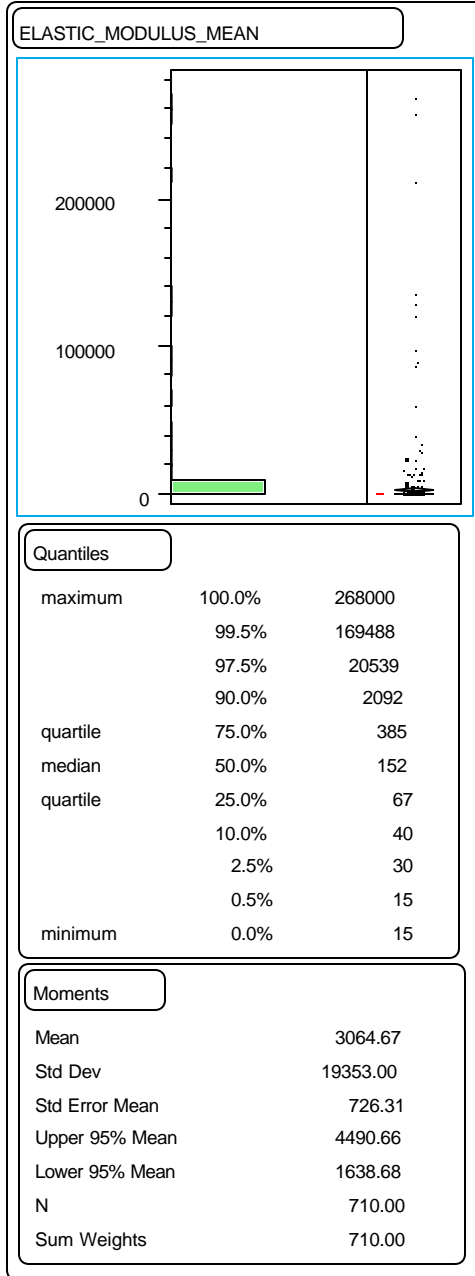 ELASTIC_MODULUS_MEAN
200000
100000
0
Quantiles
maximum 100.0% 268000
99.5% 169488
97.5% 20539
90.0% 2092
quartile 75.0% 385
median 50.0% 152
quartile 25.0% 67
10.0% 40
2.5% 30
0.5% 15
minimum 0.0% 15
Moments
Mean 3064.67
Std Dev 19353.00
Std Error Mean 726.31
Upper 95% Mean 4490.66
Lower 95% Mean 1638.68
N 710.00
Sum Weights 710.00